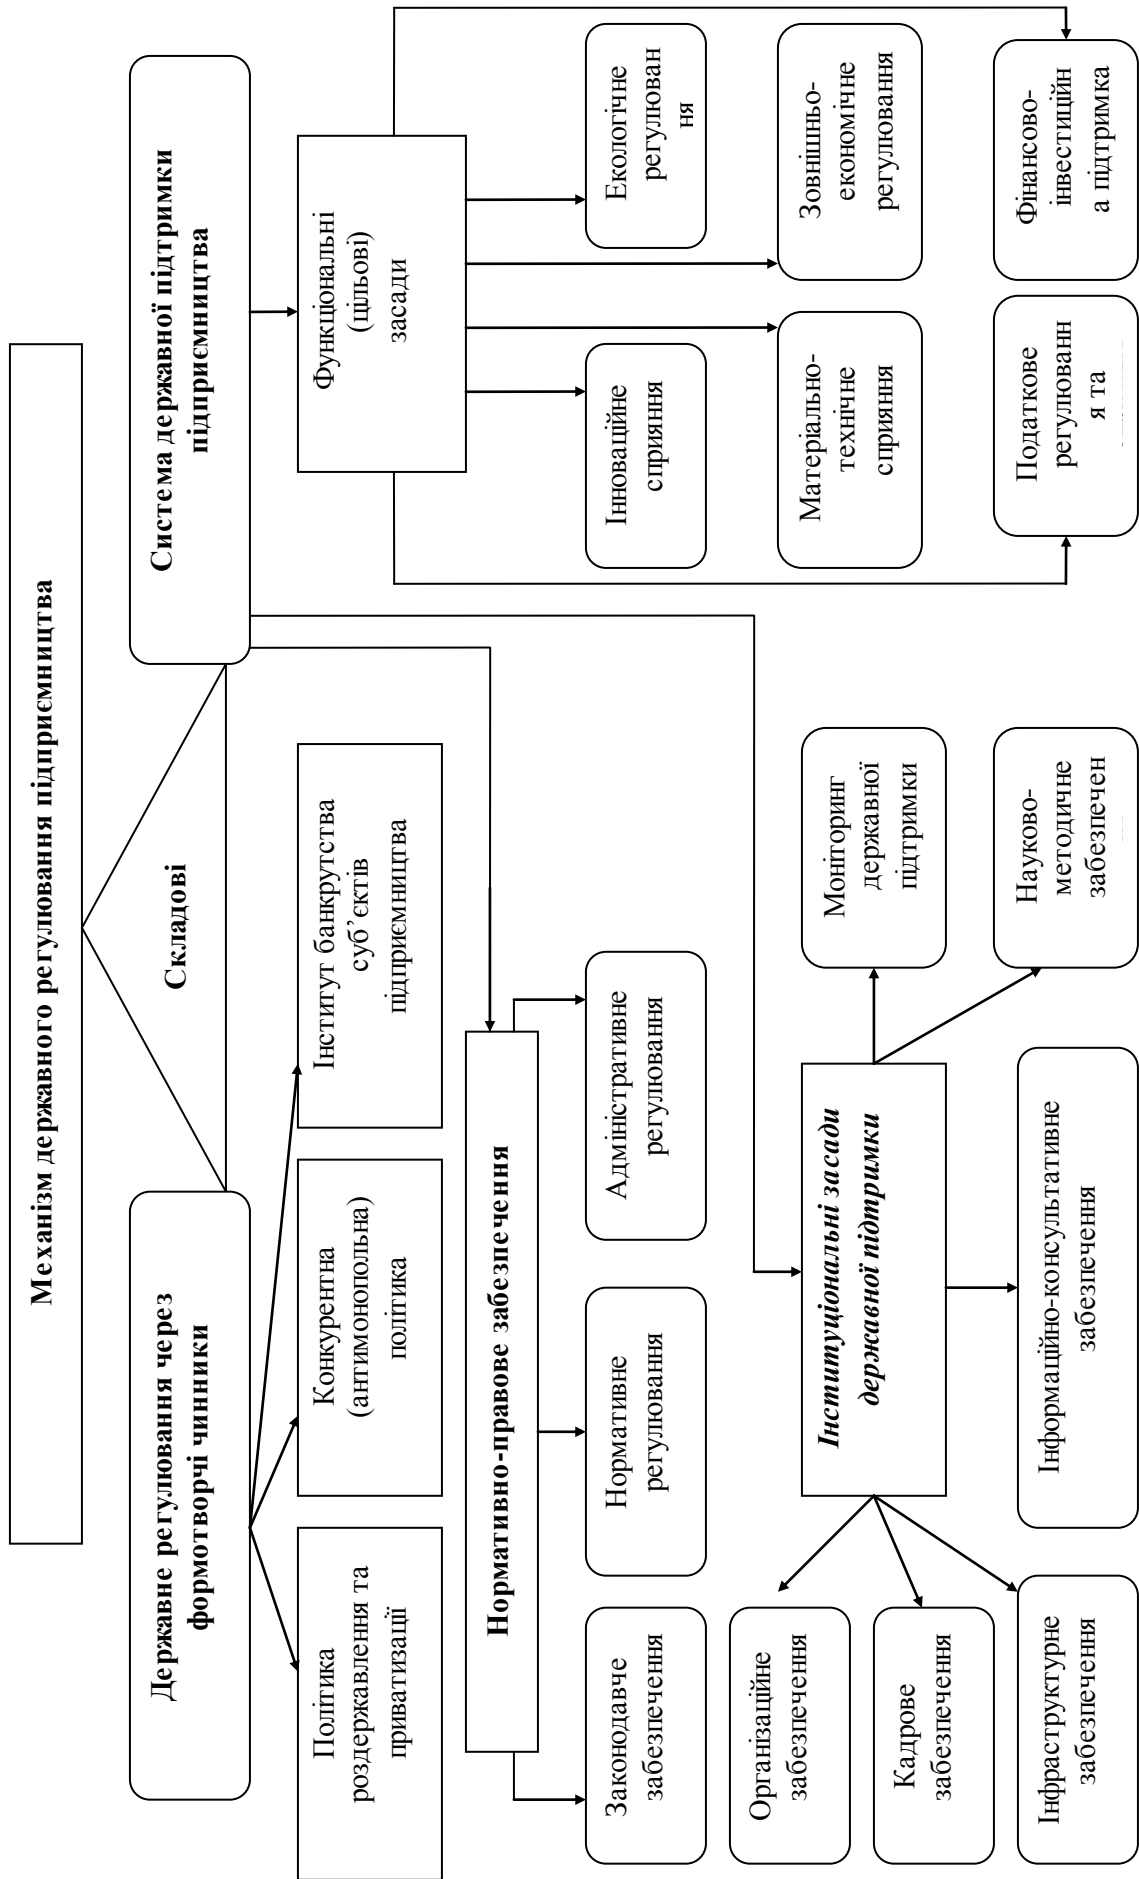 Механізм державного регулювання підприємництва
Складові
Державне регулювання через
формотворчі чинники
Система державної підтримки
підприємництва
Політика
роздержавлення та
приватизації
Конкурентна
(антимонопольна)
політика
Інститут банкрутства
суб’єктів
підприємництва
Функціональні
(цільові)
засади
Нормативно-правове забезпечення
Законодавче
забезпечення
Нормативне
регулювання
Адміністративне
регулювання
Інноваційне
сприяння
Екологічне
регулюван
ня
Матеріально-
технічне
сприяння
Зовнішньо-
економічне
регулювання
Податкове
регулюванн
я та
Фінансово-
інвестиційн
а підтримка
Інституціональні засади
державної підтримки
Організаційне
забезпечення
Кадрове
забезпечення
Інфраструктурне
забезпечення
Інформаційно-консультативне
забезпечення
Моніторинг
державної
підтримки
Науково-
методичне
забезпечен